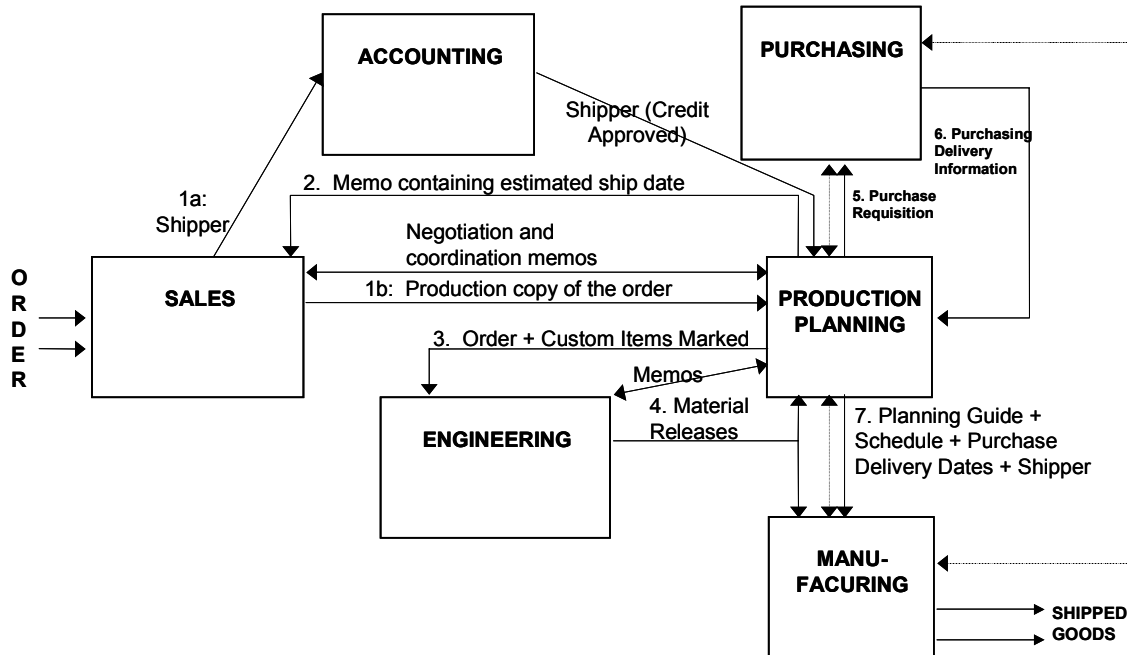 ACCOUNTING
PURCHASING
Shipper (Credit
Approved)
6. Purchasing
Delivery
Information
1a:
Shipper
2. Memo containing estimated ship date
5. Purchase
Requisition
Negotiation and
coordination memos
ORDER
SALES
1b: Production copy of the order
PRODUCTION
PLANNING
3. Order + Custom Items Marked
Memos
ENGINEERING
4. Material
Releases
7. Planning Guide +
Schedule + Purchase
Delivery Dates + Shipper
MANU-
FACURING
SHIPPED
GOODS